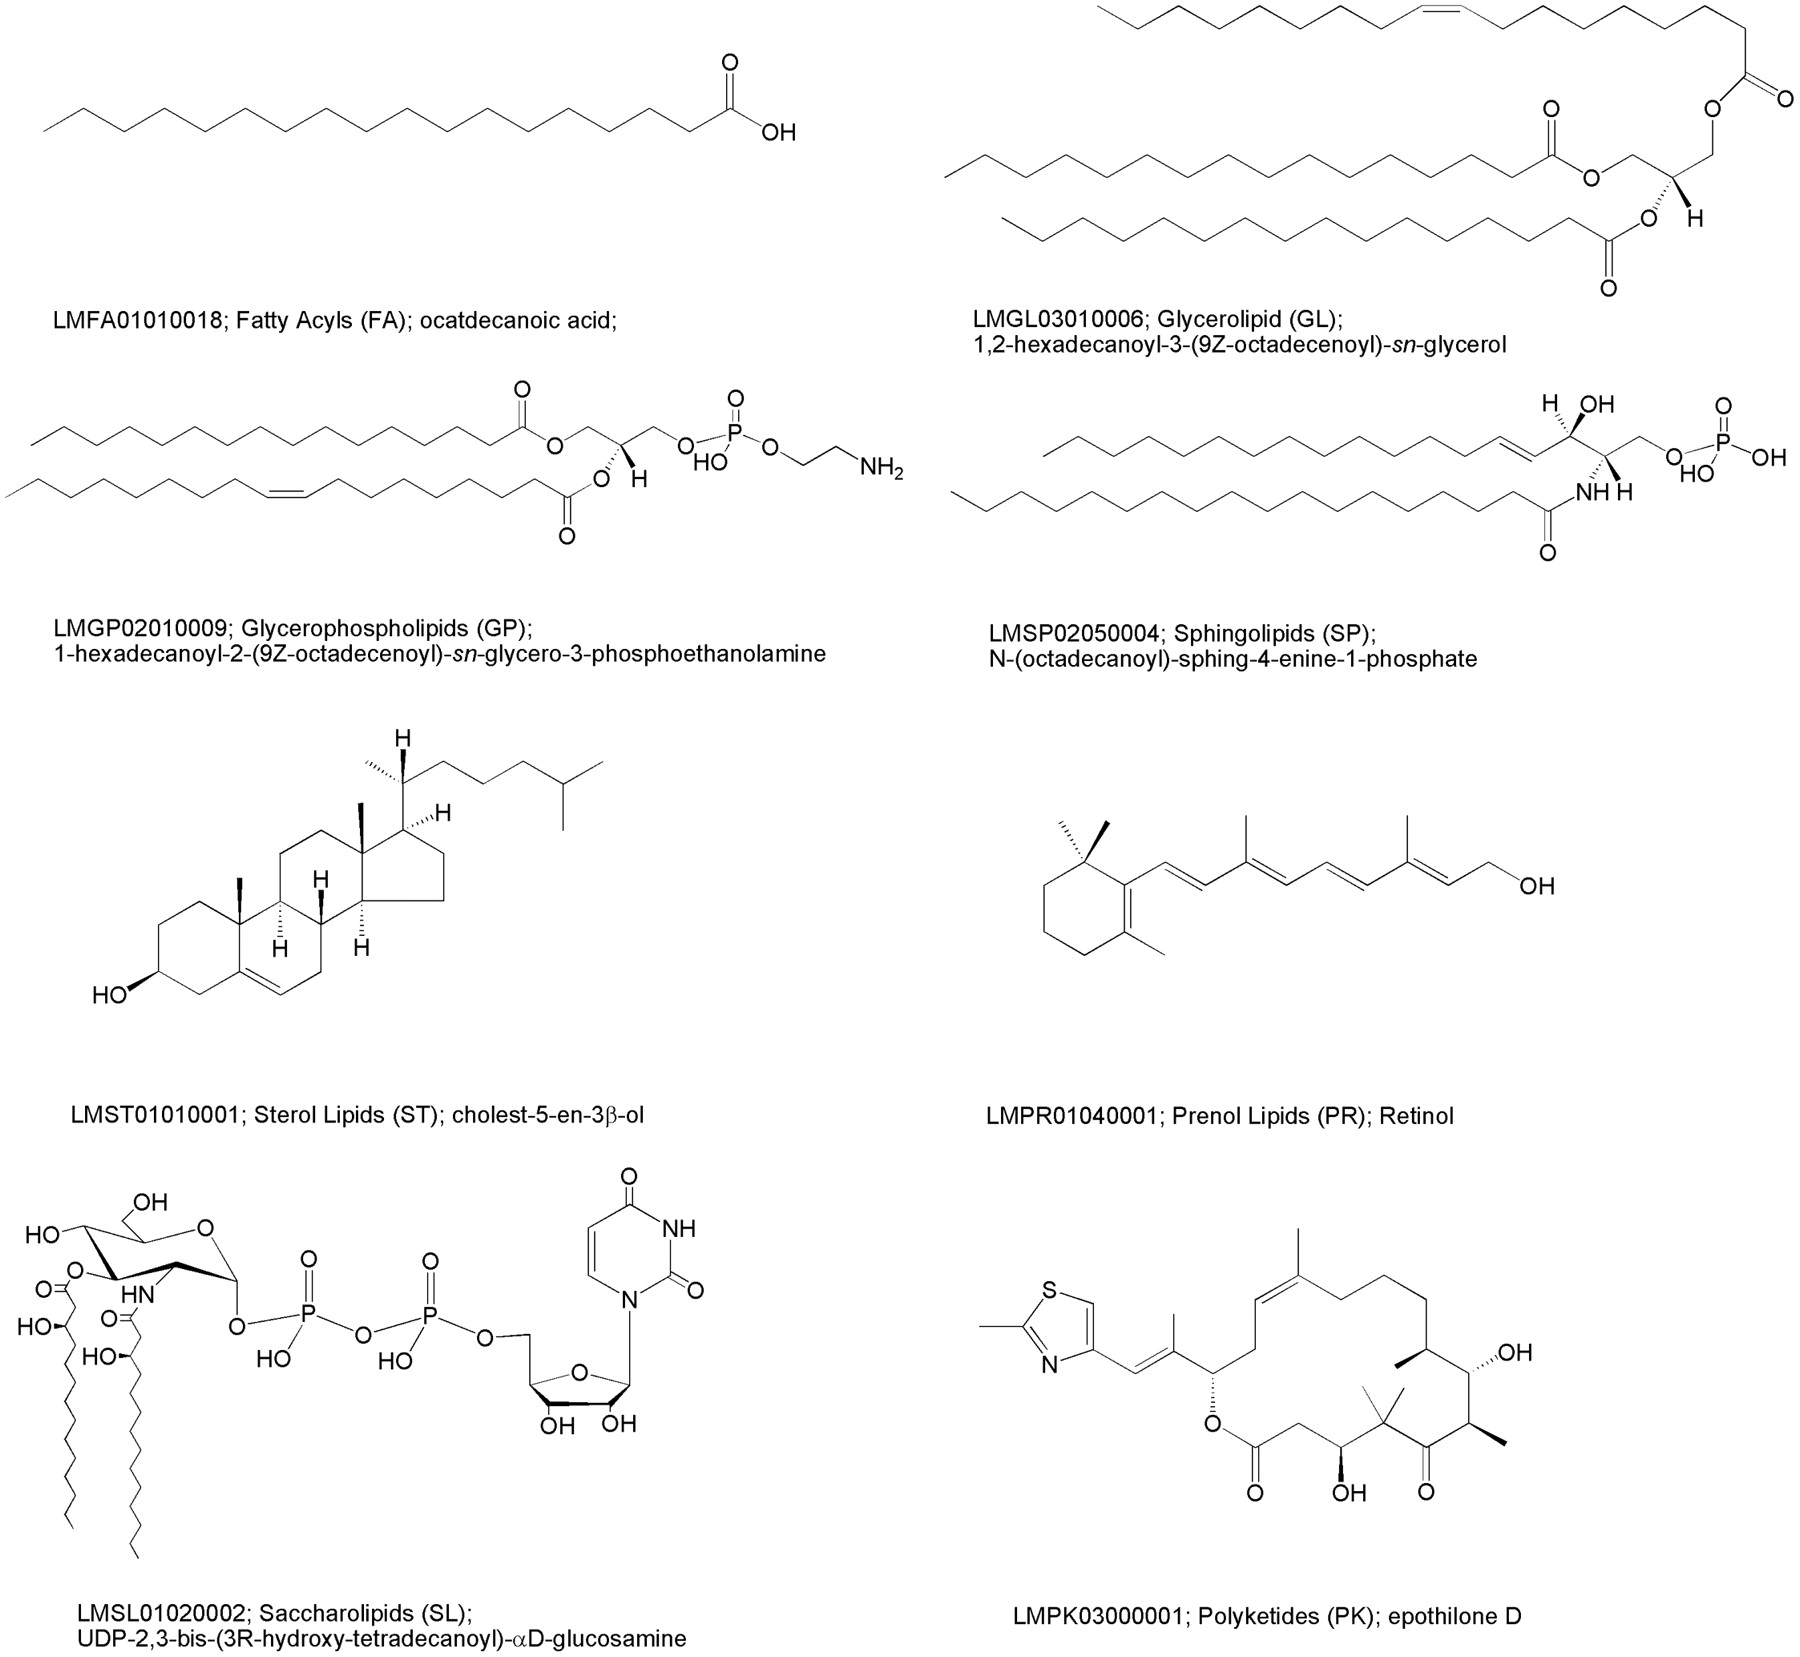 O
OH
O
O
O
O
O
H
O
LMFA01010018; Fatty Acyls (FA); ocatdecanoic acid;
LMGL03010006; Glycerolipid (GL);
1,2-hexadecanoyl-3-(9Z-octadecenoyl)-sn-glycerol
O
O
O
P
O
HO
O
NH2
O
H
O
H
OH
O
O
P
OH
HO
NH
H
O
LMGP02010009; Glycerophospholipids (GP);
1-hexadecanoyl-2-(9Z-octadecenoyl)-sn-glycero-3-phosphoethanolamine
LMSP02050004; Sphingolipids (SP);
N-(octadecanoyl)-sphing-4-enine-1-phosphate
H
H
H
H
H
HO
OH
LMST01010001; Sterol Lipids (ST); cholest-5-en-3β-ol
LMPR01040001; Prenol Lipids (PR); Retinol
OH
HO
O
O
O
HN
O
HO
HO
O
O
P
HO
O
O
P
HO
O
O
NH
N
O
O
OH
OH
S
N
O
O
OH
O
OH
LMSL01020002; Saccharolipids (SL);
UDP-2,3-bis-(3R-hydroxy-tetradecanoyl)-αD-glucosamine
LMPK03000001; Polyketides (PK); epothilone D